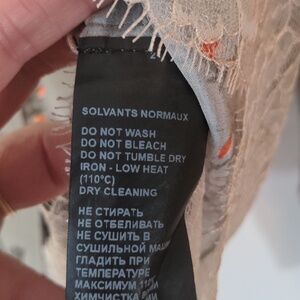 SOLVANTS NORMAUX
DO NOT WASH
DO NOT BLEACH
DO NOT TUMBLE DRY
IRON - LOW HEAT
(110°C)
DRY CLEANING
НЕ СТИРАТЬ
НЕ ОТБЕЛИВАТЬ
НЕ СУШИТЬ В
СУШИЛЬНОЙ
ГЛАДИТЬ ПРИ
ТЕМПЕРАТУРЕ
МАКСИМУМ
ХИМЧИСТКА